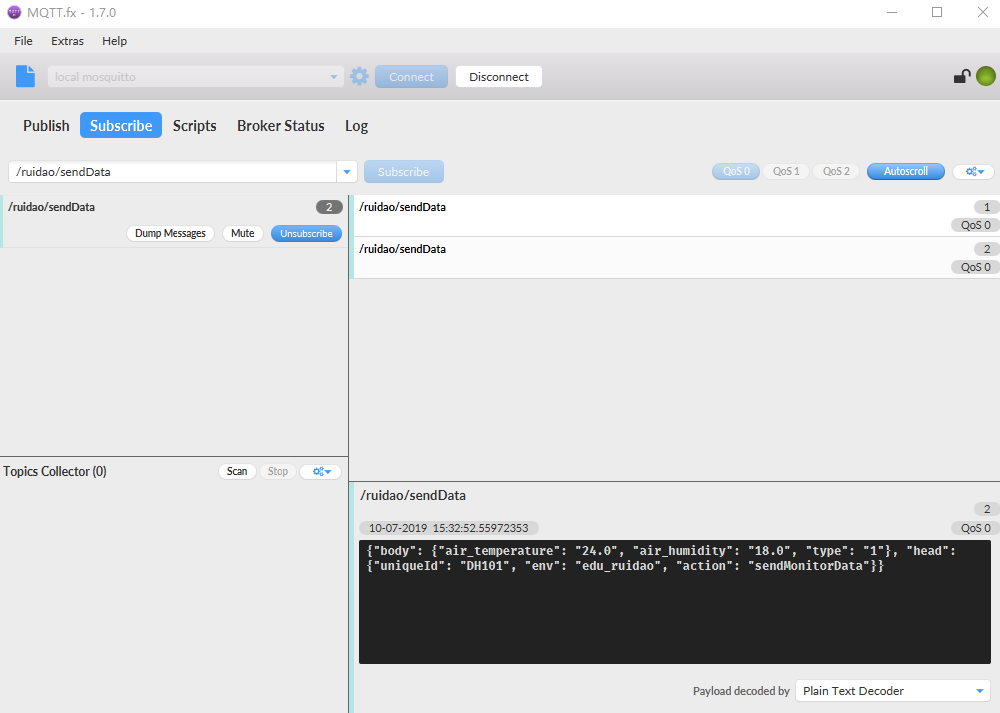 MQTT.fx - 1.7.0
File Extras Help
local mosquitto Connect Disconnect
Publish Subscribe Scripts Broker Status Log
/ruidao/sendData Subscribe QoS 0 QoS 1 QoS 2 Autoscroll
/ruidao/sendData 2
Dump Messages Mute Unsubscribe
/ruidao/sendData 1
QoS 0
/ruidao/sendData 2
QoS 0
Topics Collector (0) Scan Stop
/ruidao/sendData
2
10-07-2019 15:32:52.55972353 QoS 0
{"body": {"air_temperature": "24.0", "air_humidity": "18.0", "type": "1"}, "head":
{"uniqueId": "DH101", "env": "edu_ruidao", "action": "sendMonitorData"}}
Payload decoded by Plain Text Decoder